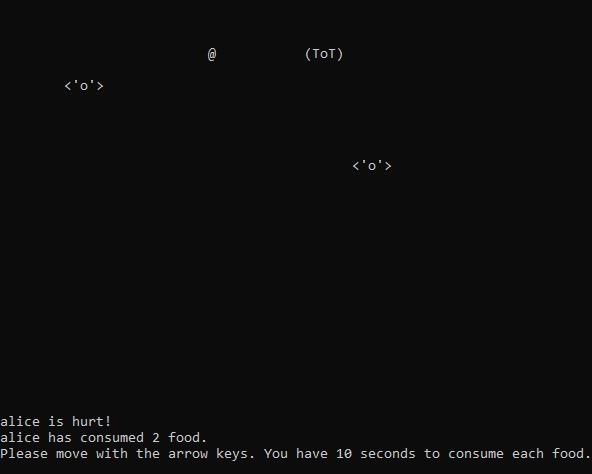 @ (ToT)
<'o'>
<'o'>
alice is hurt!
alice has consumed 2 food.
Please move with the arrow keys. You have 10 seconds to consume each food.